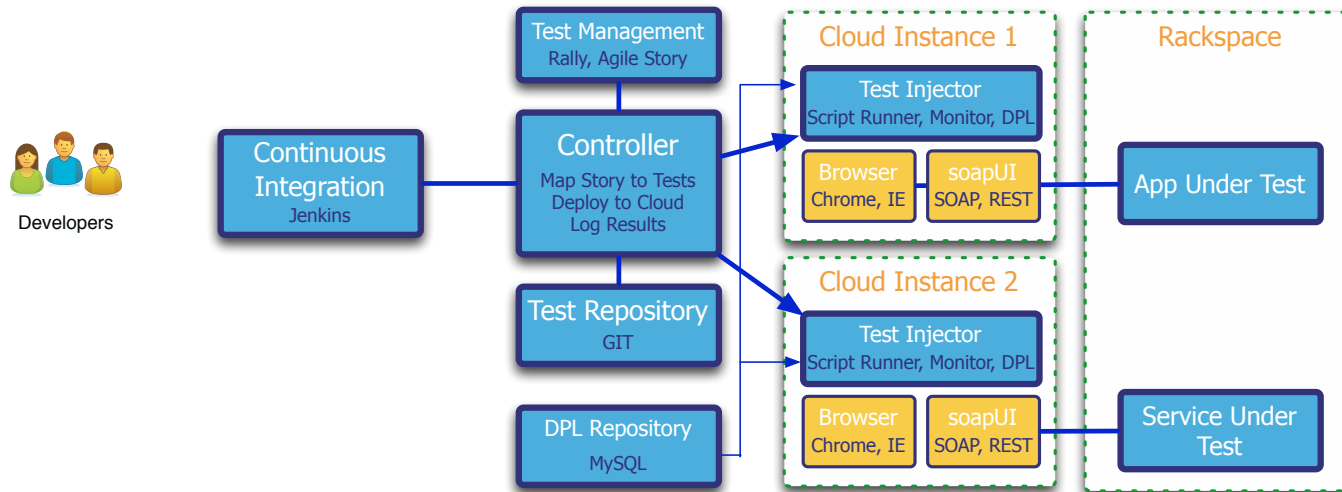 Developers
Continuous
Integration
Jenkins
Test Management
Rally, Agile Story
Controller
Map Story to Tests
Deploy to Cloud
Log Results
Test Repository
GIT
DPL Repository
MySQL
Cloud Instance 1
Test Injector
Script Runner, Monitor, DPL
Browser
Chrome, IE
soapUI
SOAP, REST
Cloud Instance 2
Test Injector
Script Runner, Monitor, DPL
Browser
Chrome, IE
soapUI
SOAP, REST
Rackspace
App Under Test
Service Under
Test